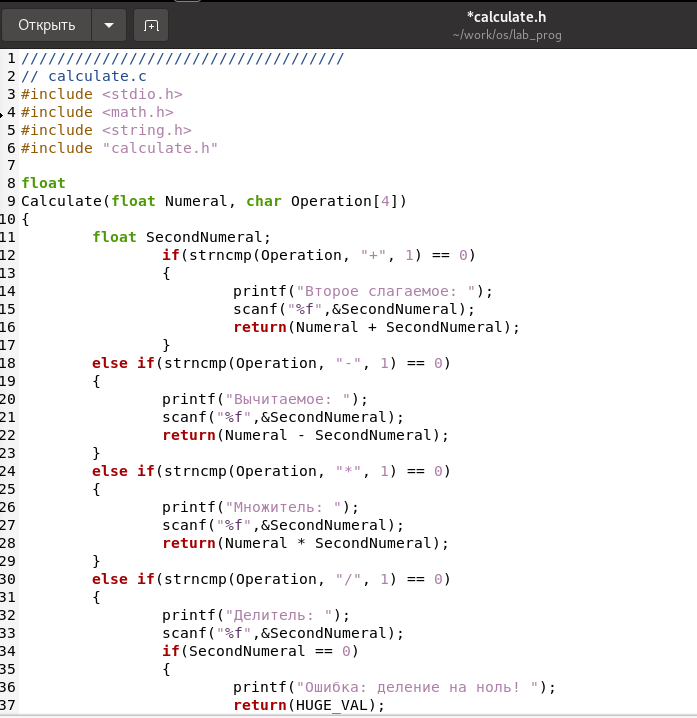 Открыть
*calculate.h
~/work/os/lab_prog
1 ////////////////////////////////////
2 // calculate.c
3 #include <stdio.h>
4 #include <math.h>
5 #include <string.h>
6 #include "calculate.h"
7
8 float
9 Calculate(float Numeral, char Operation[4])
10 {
11 float SecondNumeral;
12 if(strncmp(Operation, "+", 1) == 0)
13 {
14 printf("Второе слагаемое: ");
15 scanf("%f",&SecondNumeral);
16 return(Numeral + SecondNumeral);
17 }
18 else if(strncmp(Operation, "-", 1) == 0)
19 {
20 printf("Вычитаемое: ");
21 scanf("%f",&SecondNumeral);
22 return(Numeral - SecondNumeral);
23 }
24 else if(strncmp(Operation, "*", 1) == 0)
25 {
26 printf("Множитель: ");
27 scanf("%f",&SecondNumeral);
28 return(Numeral * SecondNumeral);
29 }
30 else if(strncmp(Operation, "/", 1) == 0)
31 {
32 printf("Делитель: ");
33 scanf("%f",&SecondNumeral);
34 if(SecondNumeral == 0)
35 {
36 printf("Ошибка: деление на ноль! ");
37 return(HUGE_VAL);